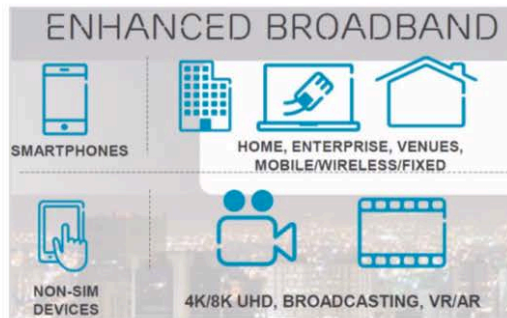 ENHANCED BROADBAND
SMARTPHONES
HOME, ENTERPRISE, VENUES,
MOBILE/WIRELESS/FIXED
NON-SIM
DEVICES
4K/8K UHD, BROADCASTING, VR/AR